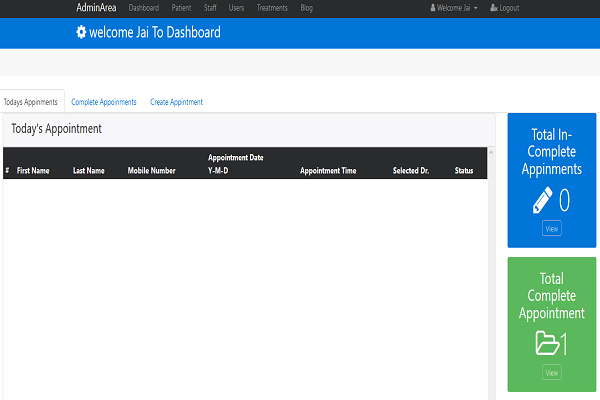 AdminArea Dashboard Patient Staff Users Treatments Blog Welcome Jai Logout
welcome Jai To Dashboard
Todays Appinments Complete Appoinments Create Appintment
Today's Appointment
# First Name Last Name Mobile Number Appointment Date Y-M-D Appointment Time Selected Dr. Status
Total In-
Complete
Appinments
0
View
Total
Complete
Appointment
1
View